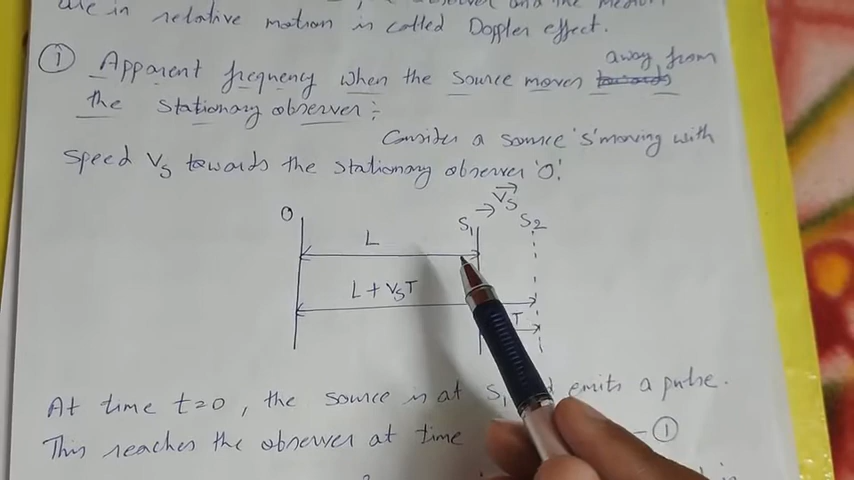 are in relative motion is called Doppler effect.
① Apparent frequency when the source moves away from
the stationary observer :
Consider a source 'S' moving with
speed Vs towards the stationary observer 'O'.
O
S1 → Vs
S2
L
L + VsT
T
At time t=0, the source is at S1 emits a pulse.
This reaches the observer at time - ①